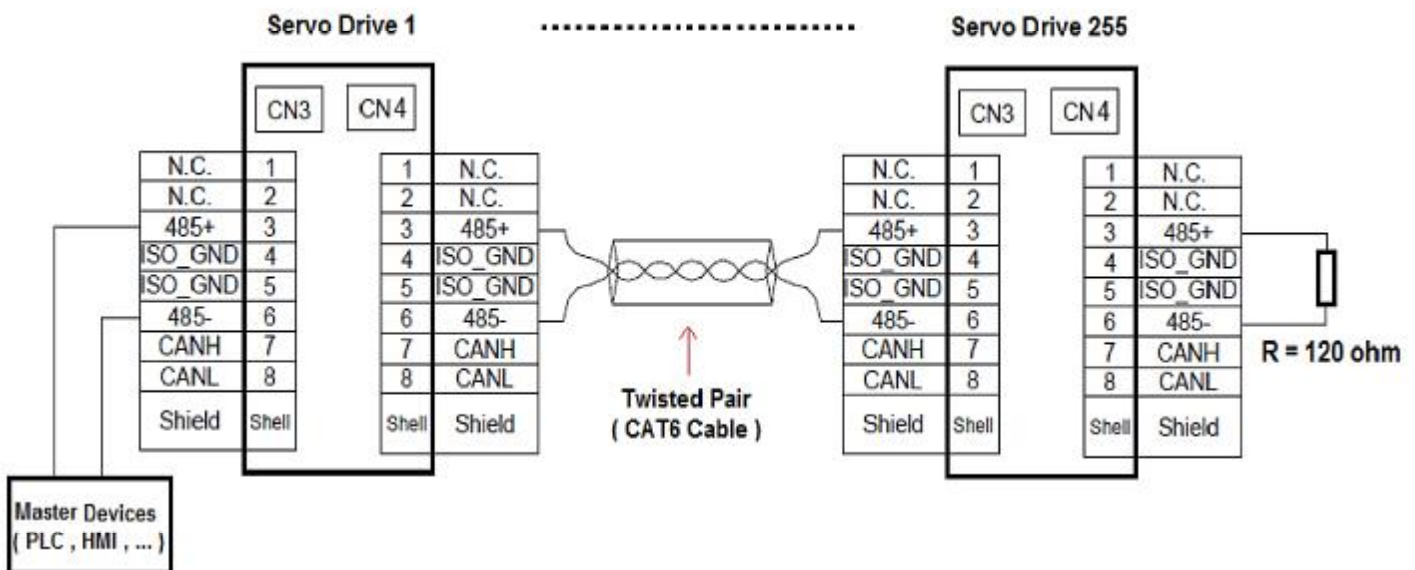 Servo Drive 1
Servo Drive 255
CN3 CN4
CN3 CN4
N.C. 1
N.C. 2
485+ 3
ISO_GND 4
ISO_GND 5
485- 6
CANH 7
CANL 8
Shield Shell
1 N.C.
2 N.C.
3 485+
4 ISO_GND
5 ISO_GND
6 485-
7 CANH
8 CANL
Shell Shield
Twisted Pair
( CAT6 Cable )
N.C. 1
N.C. 2
485+ 3
ISO_GND 4
ISO_GND 5
485- 6
CANH 7
CANL 8
Shield Shell
1 N.C.
2 N.C.
3 485+
4 ISO_GND
5 ISO_GND
6 485-
7 CANH
8 CANL
Shell Shield
R = 120 ohm
Master Devices
( PLC , HMI , ... )